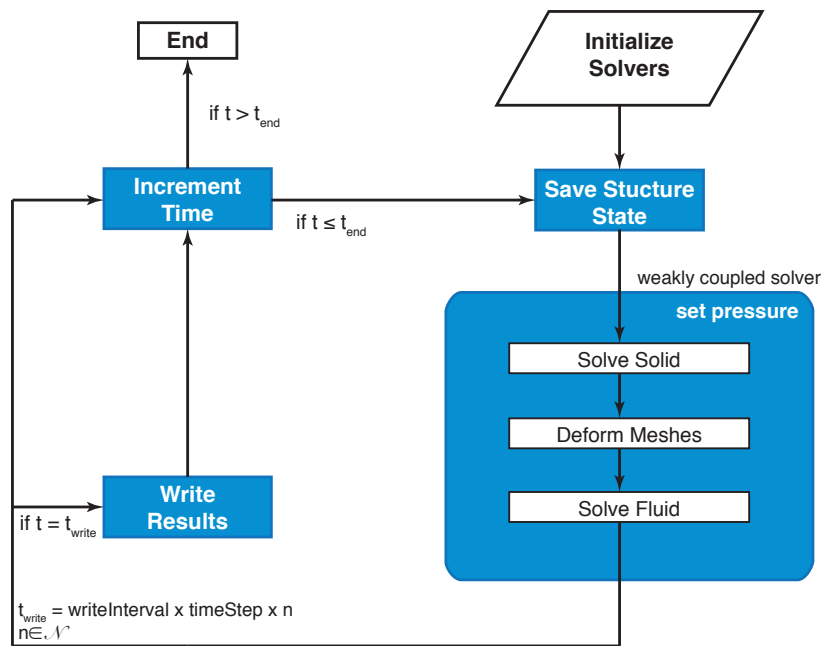 End
Initialize
Solvers
if t > t_end
Increment
Time
Save Stucture
State
if t ≤ t_end
weakly coupled solver
set pressure
Solve Solid
Deform Meshes
Write
Results
Solve Fluid
if t = t_write
t_write = writeInterval x timeStep x n
n∈𝒩